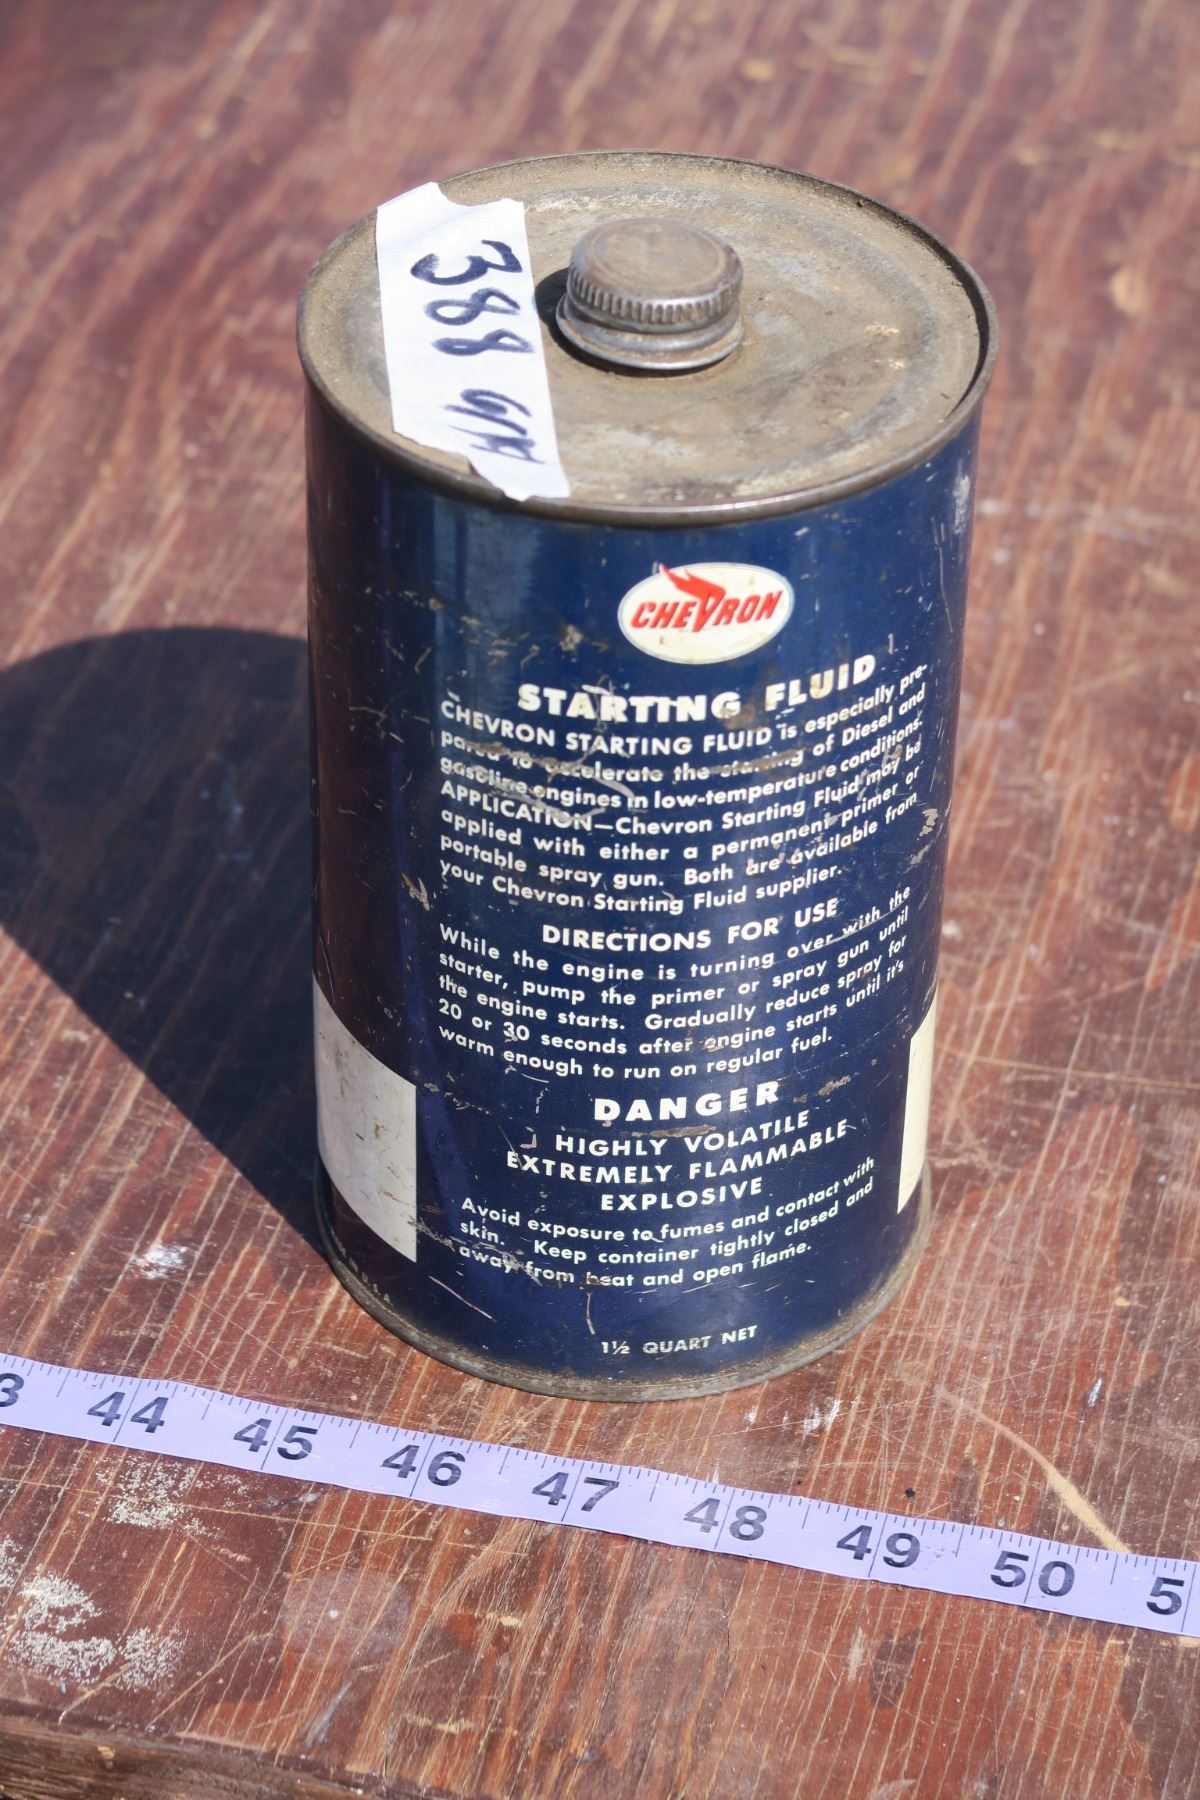 388
CHEVRON
STARTING FLUID
CHEVRON STARTING FLUID is especially pre-
pared to accelerate the starting of Diesel and
gasoline engines in low-temperature conditions.
APPLICATION—Chevron Starting Fluid may be
applied with either a permanent primer or
portable spray gun. Both are available from
your Chevron Starting Fluid supplier.
DIRECTIONS FOR USE
While the engine is turning over with the
starter, pump the primer or spray gun until
the engine starts. Gradually reduce spray for
20 or 30 seconds after engine starts until it's
warm enough to run on regular fuel.
DANGER
HIGHLY VOLATILE
EXTREMELY FLAMMABLE
EXPLOSIVE
Avoid exposure to fumes and contact with
skin. Keep container tightly closed and
away from heat and open flame.
1½ QUART NET
IN U.S.A.
3 44 45 46 47 48 49 50 5